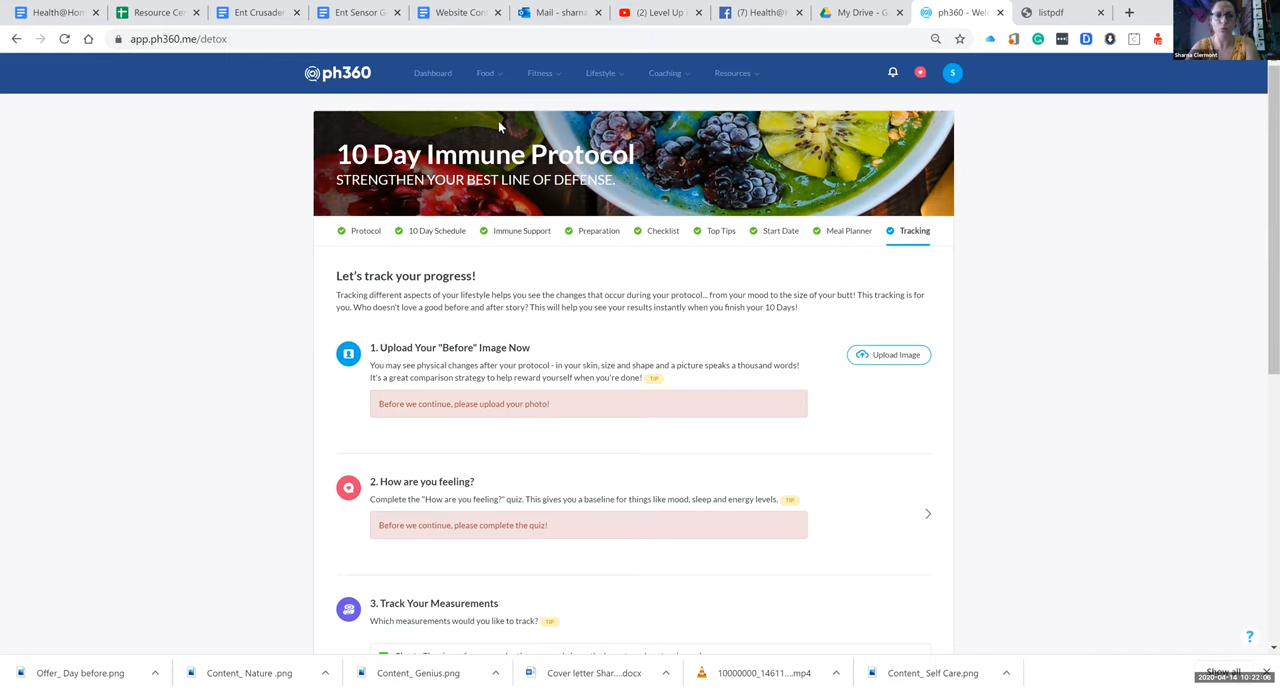 Health@Hom
Resource Cen
Ent Crusader
Ent Sensor G
Website Con
Mail - sharna
(2) Level Up i
(7) Health@H
My Drive - G
ph360 - Wel
listpdf
app.ph360.me/detox
Sharna Clermont
ph360
Dashboard
Food
Fitness
Lifestyle
Coaching
Resources
S
10 Day Immune Protocol
STRENGTHEN YOUR BEST LINE OF DEFENSE.
Protocol
10 Day Schedule
Immune Support
Preparation
Checklist
Top Tips
Start Date
Meal Planner
Tracking
Let's track your progress!
Tracking different aspects of your lifestyle helps you see the changes that occur during your protocol... from your mood to the size of your butt! This tracking is for
you. Who doesn't love a good before and after story? This will help you see your results instantly when you finish your 10 Days!
1. Upload Your "Before" Image Now
Upload Image
You may see physical changes after your protocol - in your skin, size and shape and a picture speaks a thousand words!
It's a great comparison strategy to help reward yourself when you're done! TIP
Before we continue, please upload your photo!
2. How are you feeling?
Complete the "How are you feeling?" quiz. This gives you a baseline for things like mood, sleep and energy levels. TIP
Before we continue, please complete the quiz!
3. Track Your Measurements
Which measurements would you like to track? TIP
?
Offer_ Day before.png
Content_ Nature .png
Content_ Genius.png
Cover letter Shar....docx
10000000_14611....mp4
Content_ Self Care.png
Show all
2020-04-14 10:22:06